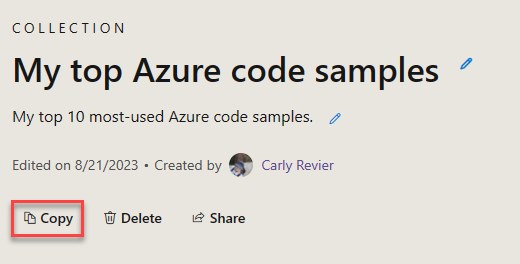 COLLECTION
My top Azure code samples
My top 10 most-used Azure code samples.
Edited on 8/21/2023 • Created by Carly Revier
Copy Delete Share